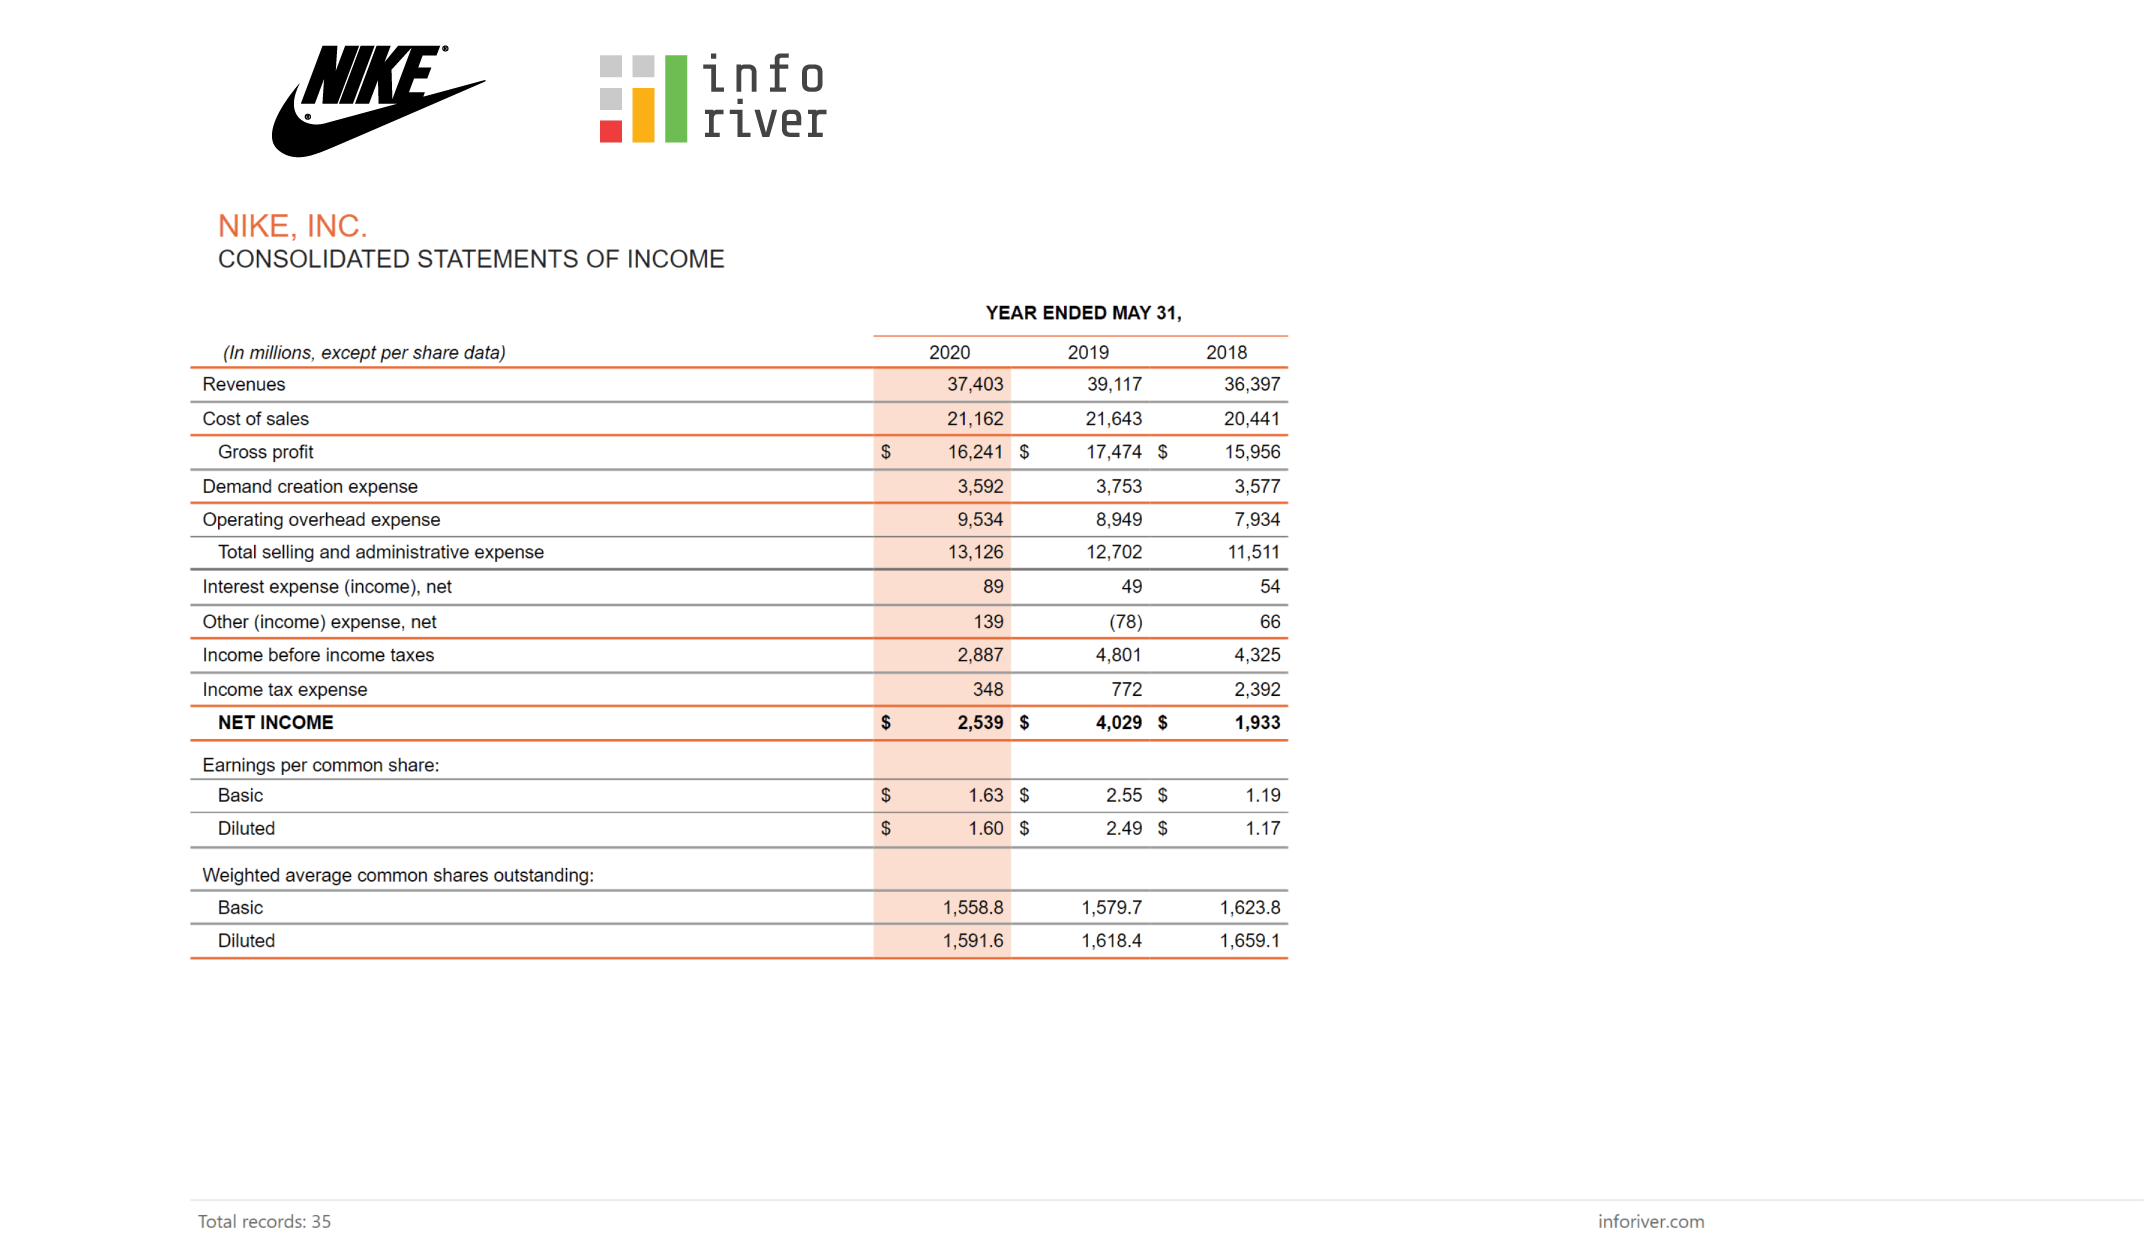 NIKE
info
river
NIKE, INC.
CONSOLIDATED STATEMENTS OF INCOME
YEAR ENDED MAY 31,
(In millions, except per share data) 2020 2019 2018
Revenues 37,403 39,117 36,397
Cost of sales 21,162 21,643 20,441
Gross profit $ 16,241 $ 17,474 $ 15,956
Demand creation expense 3,592 3,753 3,577
Operating overhead expense 9,534 8,949 7,934
Total selling and administrative expense 13,126 12,702 11,511
Interest expense (income), net 89 49 54
Other (income) expense, net 139 (78) 66
Income before income taxes 2,887 4,801 4,325
Income tax expense 348 772 2,392
NET INCOME $ 2,539 $ 4,029 $ 1,933
Earnings per common share:
Basic $ 1.63 $ 2.55 $ 1.19
Diluted $ 1.60 $ 2.49 $ 1.17
Weighted average common shares outstanding:
Basic 1,558.8 1,579.7 1,623.8
Diluted 1,591.6 1,618.4 1,659.1
Total records: 35 inforiver.com